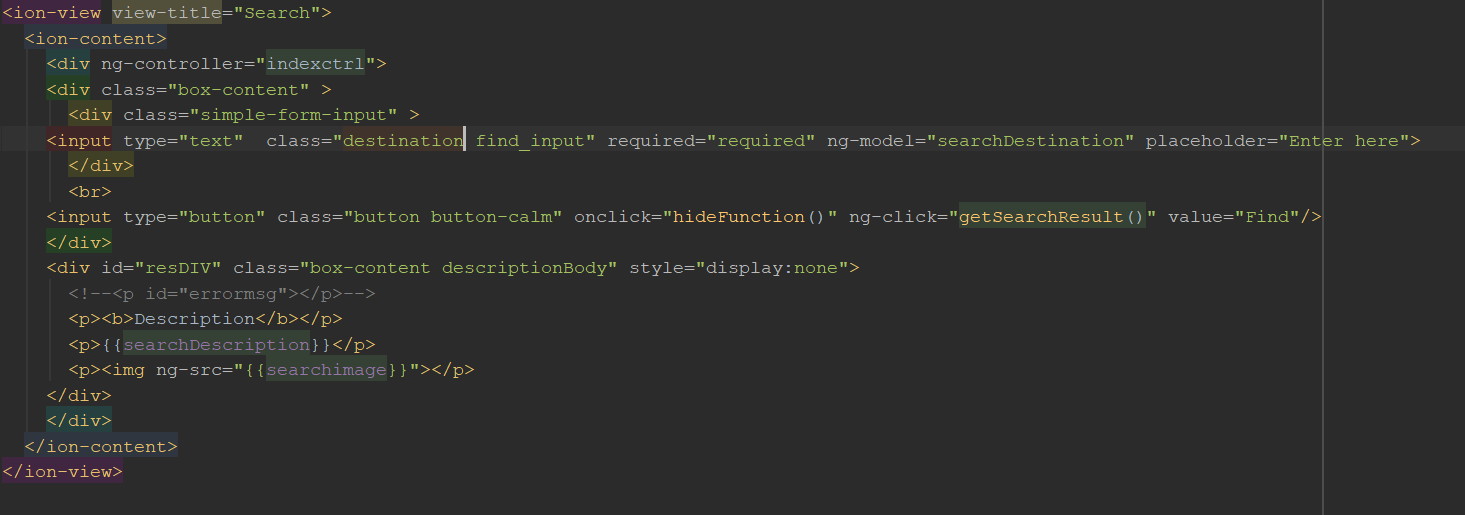 <ion-view view-title="Search">
<ion-content>
<div ng-controller="indexctrl">
<div class="box-content" >
<div class="simple-form-input" >
<input type="text"  class="destination find_input" required="required" ng-model="searchDestination" placeholder="Enter here">
</div>
<br>
<input type="button" class="button button-calm" onclick="hideFunction()" ng-click="getSearchResult()" value="Find"/>
</div>
<div id="resDIV" class="box-content descriptionBody" style="display:none">
<!--<p id="errormsg"></p>-->
<p><b>Description</b></p>
<p>{{searchDescription}}</p>
<p><img ng-src="{{searchimage}}"></p>
</div>
</div>
</ion-content>
</ion-view>